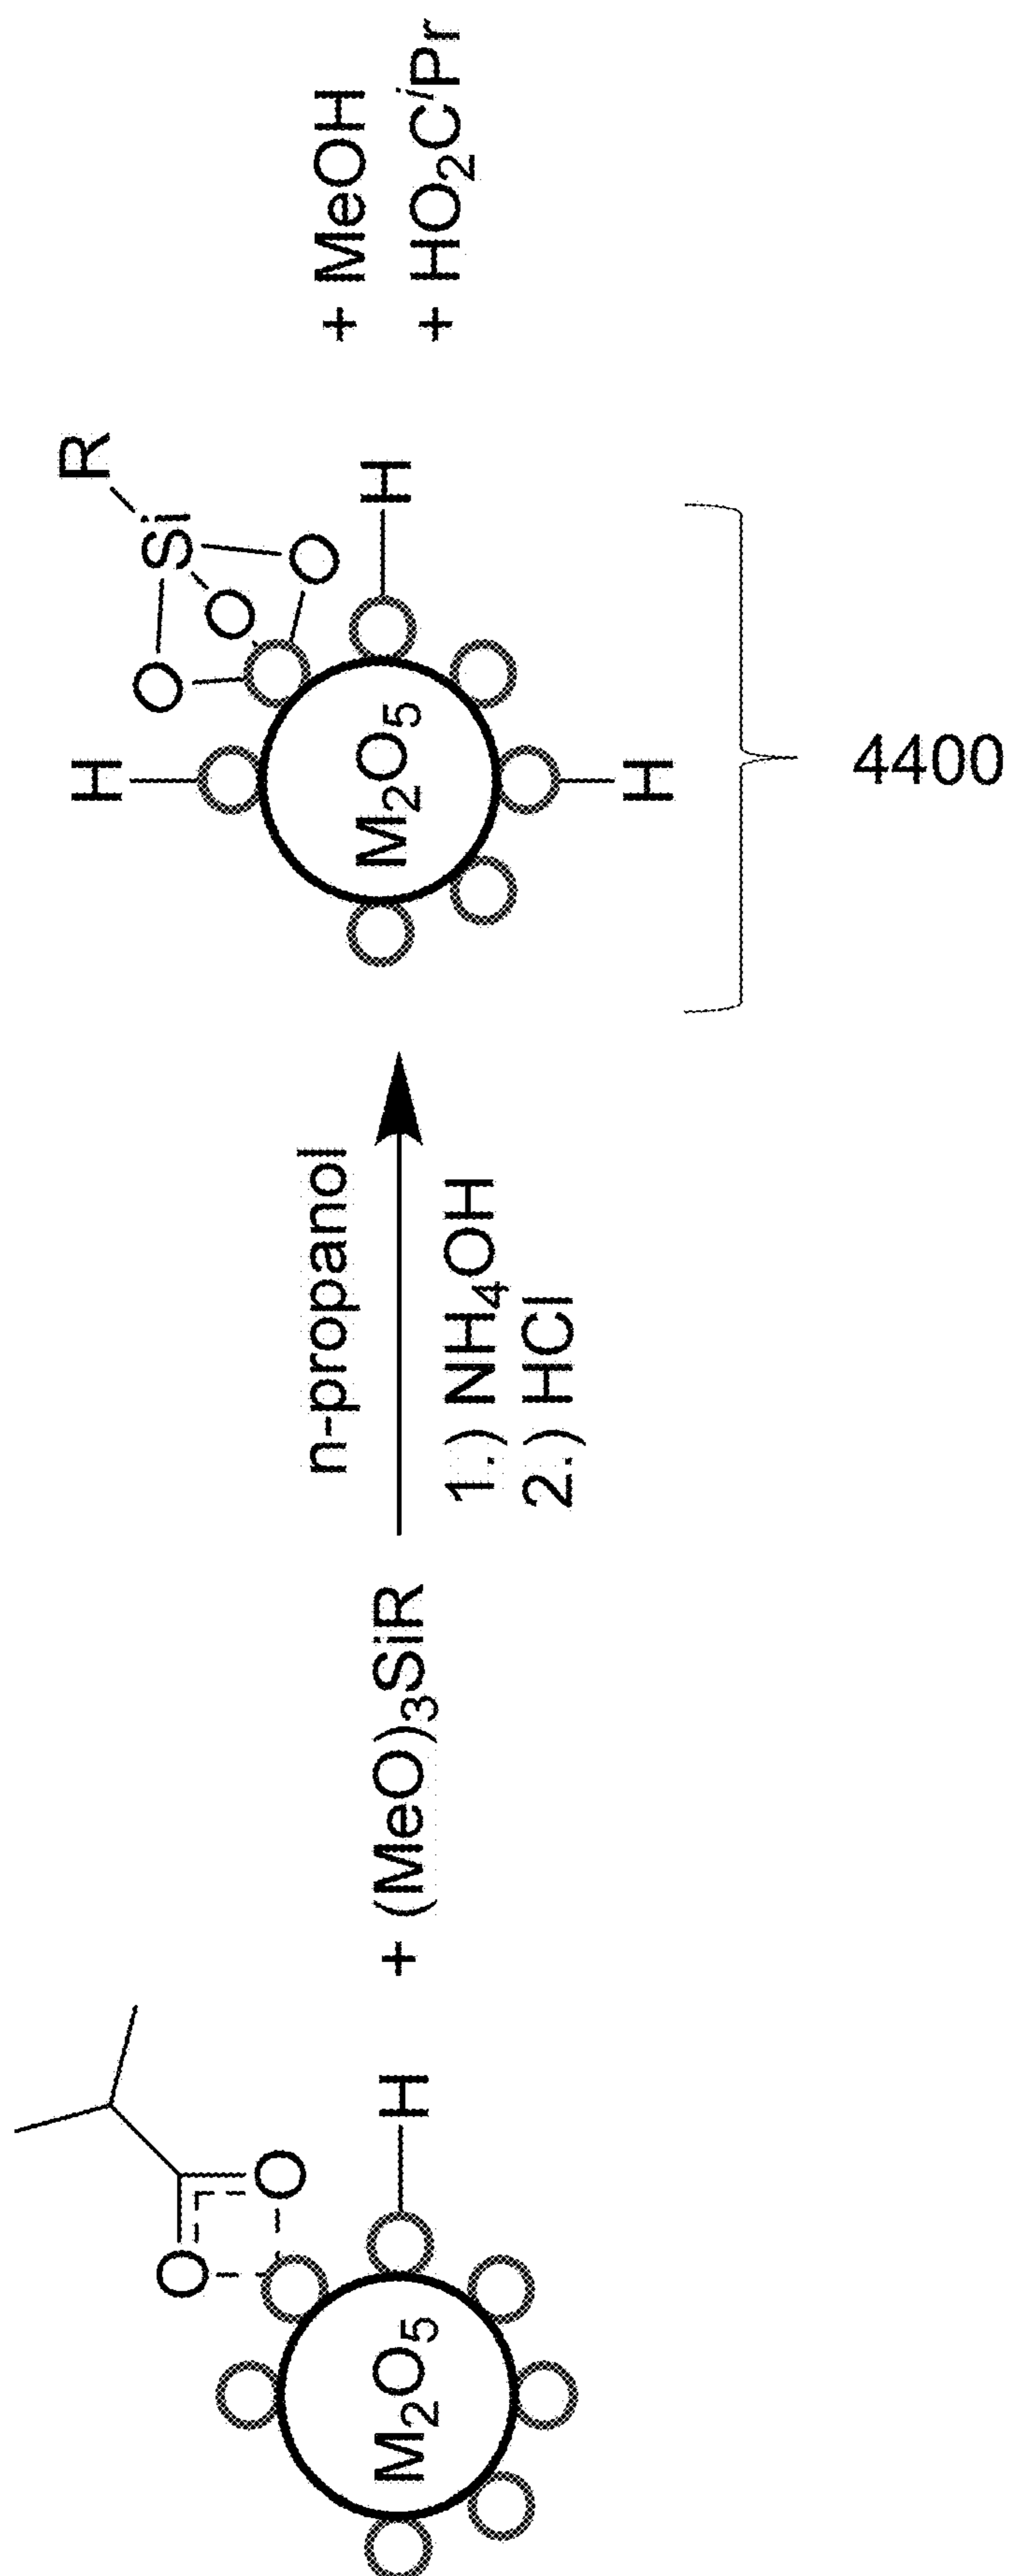 O
O
M₂O₅
H
+ (MeO)₃SiR
n-propanol
1.) NH₄OH
2.) HCl
R
Si
O
O
O
H
H
M₂O₅
H
4400
+ MeOH
+ HO₂CⁱPr